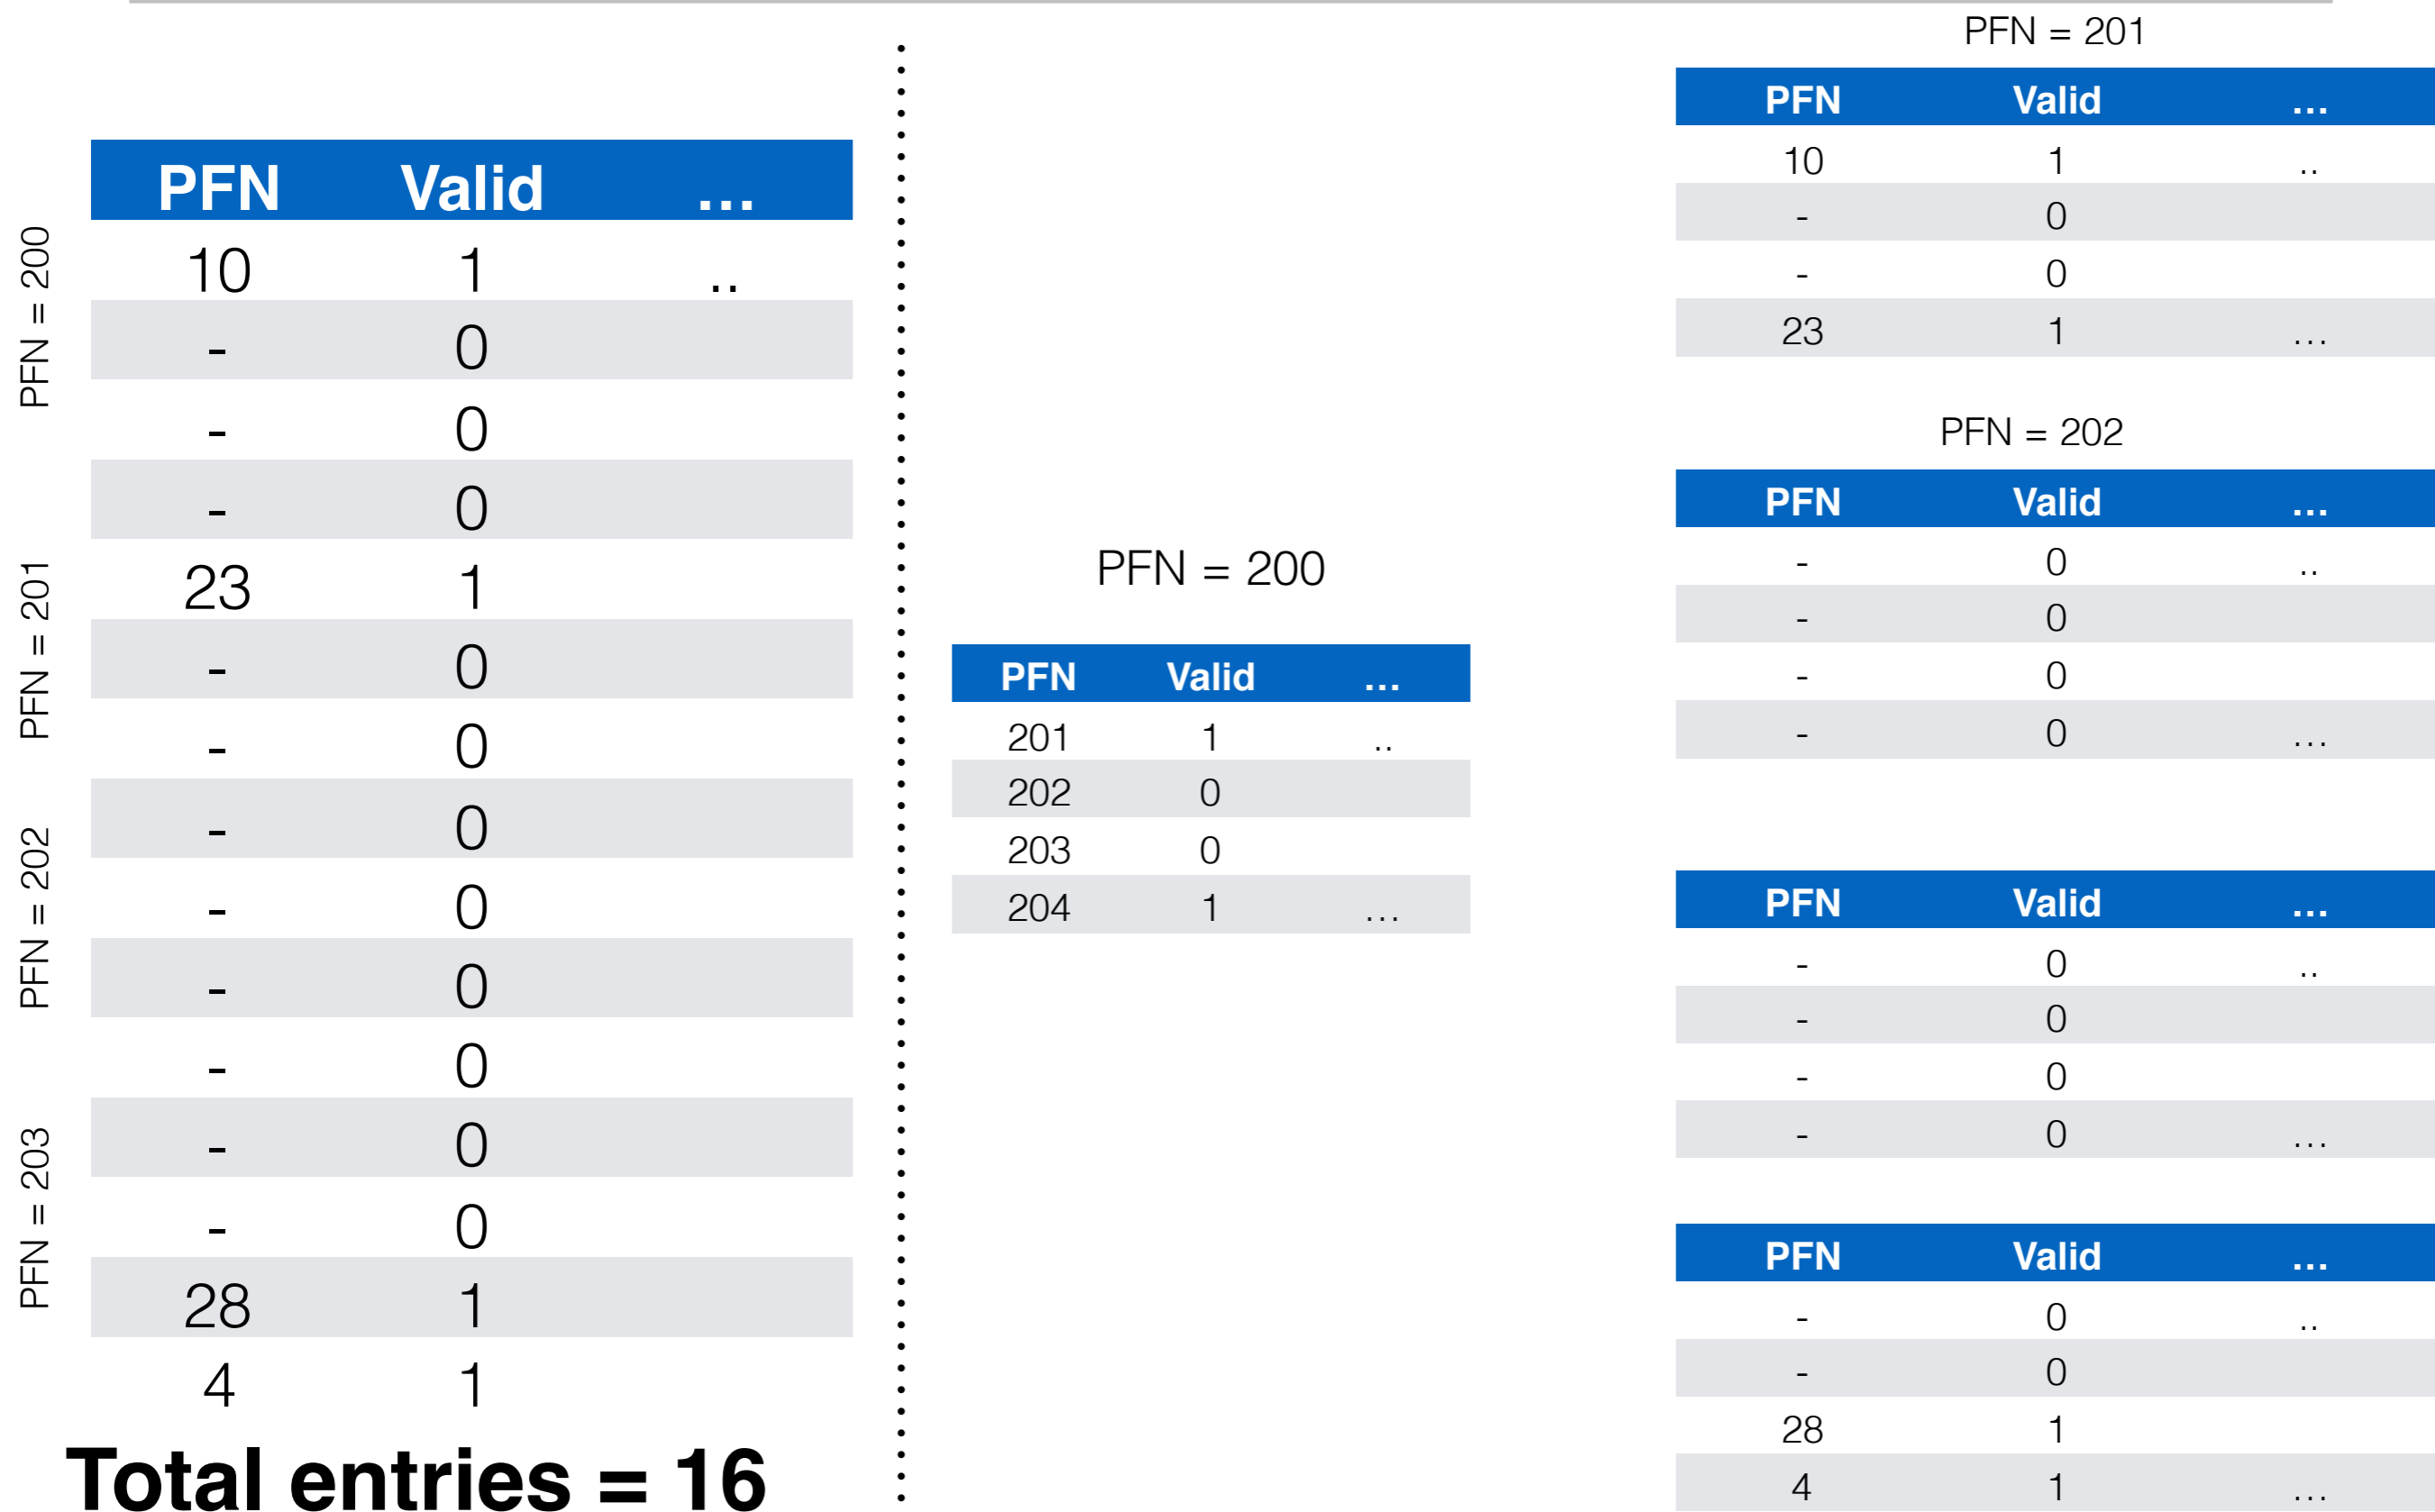 PFN = 200
PFN = 201
PFN = 202
PFN = 203
PFN Valid ...
10 1 ..
- 0
- 0
- 0
23 1
- 0
- 0
- 0
- 0
- 0
- 0
- 0
- 0
28 1
4 1
Total entries = 16
PFN = 200
PFN Valid ...
201 1 ..
202 0
203 0
204 1 ...
PFN = 201
PFN Valid ...
10 1 ..
- 0
- 0
23 1 ...
PFN = 202
PFN Valid ...
- 0 ..
- 0
- 0
- 0 ...
PFN Valid ...
- 0 ..
- 0
- 0
- 0 ...
PFN Valid ...
- 0 ..
- 0
28 1
4 1 ...